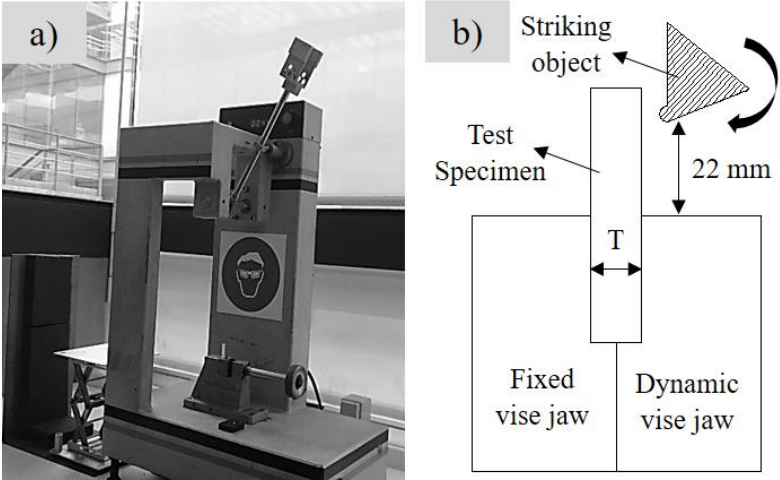 a)
b)
Striking
object
Test
Specimen
22 mm
T
Fixed
vise jaw
Dynamic
vise jaw